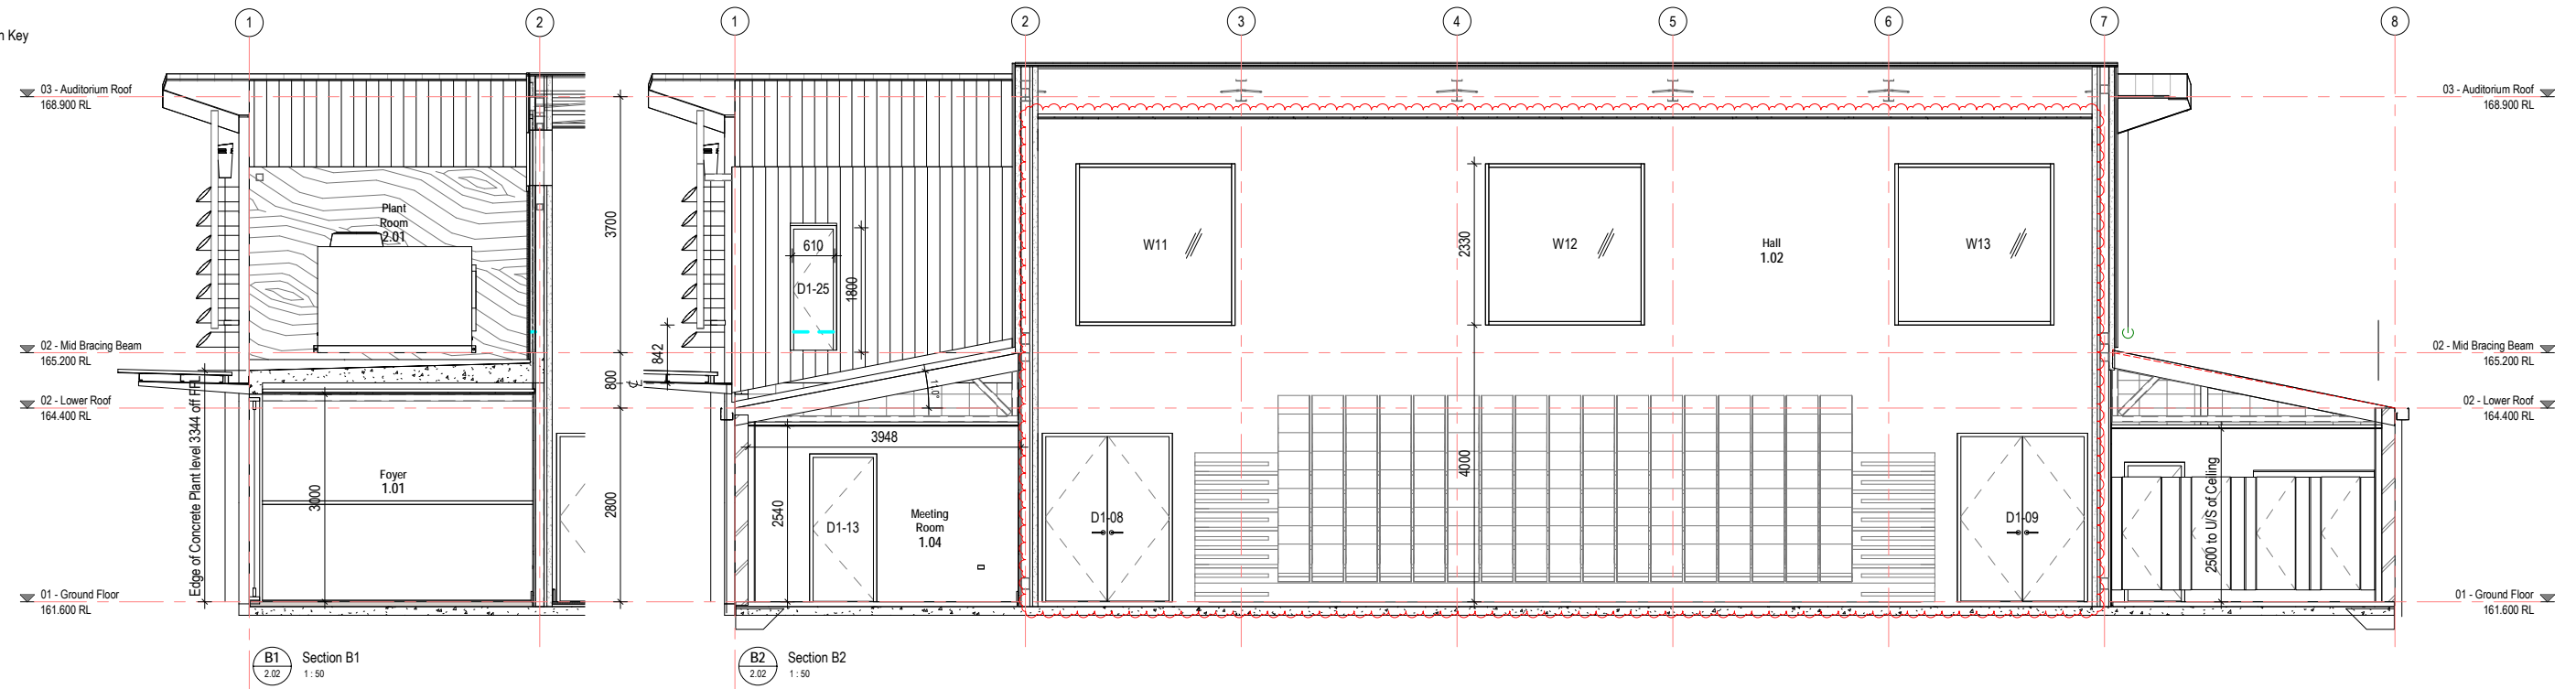 n Key
1
2
1
2
3
4
5
6
7
8
03 - Auditorium Roof
168.900 RL
03 - Auditorium Roof
168.900 RL
Plant
Room
2.01
3700
610
D1-25
1800
W11
2330
W12
Hall
1.02
W13
02 - Mid Bracing Beam
165.200 RL
842
800
02 - Mid Bracing Beam
165.200 RL
02 - Lower Roof
164.400 RL
02 - Lower Roof
164.400 RL
Edge of Concrete Plant level 3344 off FFL
Foyer
1.01
3000
2800
3948
2540
D1-13
Meeting
Room
1.04
D1-08
4000
D1-09
2500 to U/S of Ceiling
01 - Ground Floor
161.600 RL
01 - Ground Floor
161.600 RL
B1
2.02
Section B1
1 : 50
B2
2.02
Section B2
1 : 50